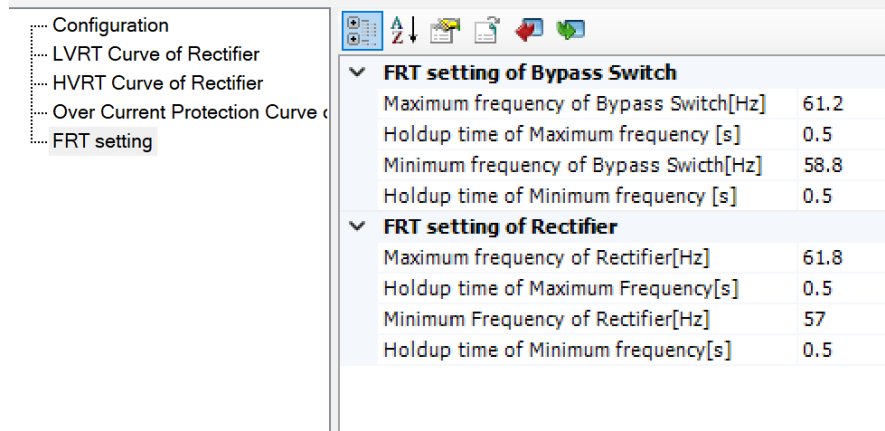 Configuration
LVRT Curve of Rectifier
HVRT Curve of Rectifier
Over Current Protection Curve
FRT setting
FRT setting of Bypass Switch
Maximum frequency of Bypass Switch[Hz] 61.2
Holdup time of Maximum frequency [s] 0.5
Minimum frequency of Bypass Swicth[Hz] 58.8
Holdup time of Minimum frequency [s] 0.5
FRT setting of Rectifier
Maximum frequency of Rectifier[Hz] 61.8
Holdup time of Maximum Frequency[s] 0.5
Minimum Frequency of Rectifier[Hz] 57
Holdup time of Minimum frequency[s] 0.5